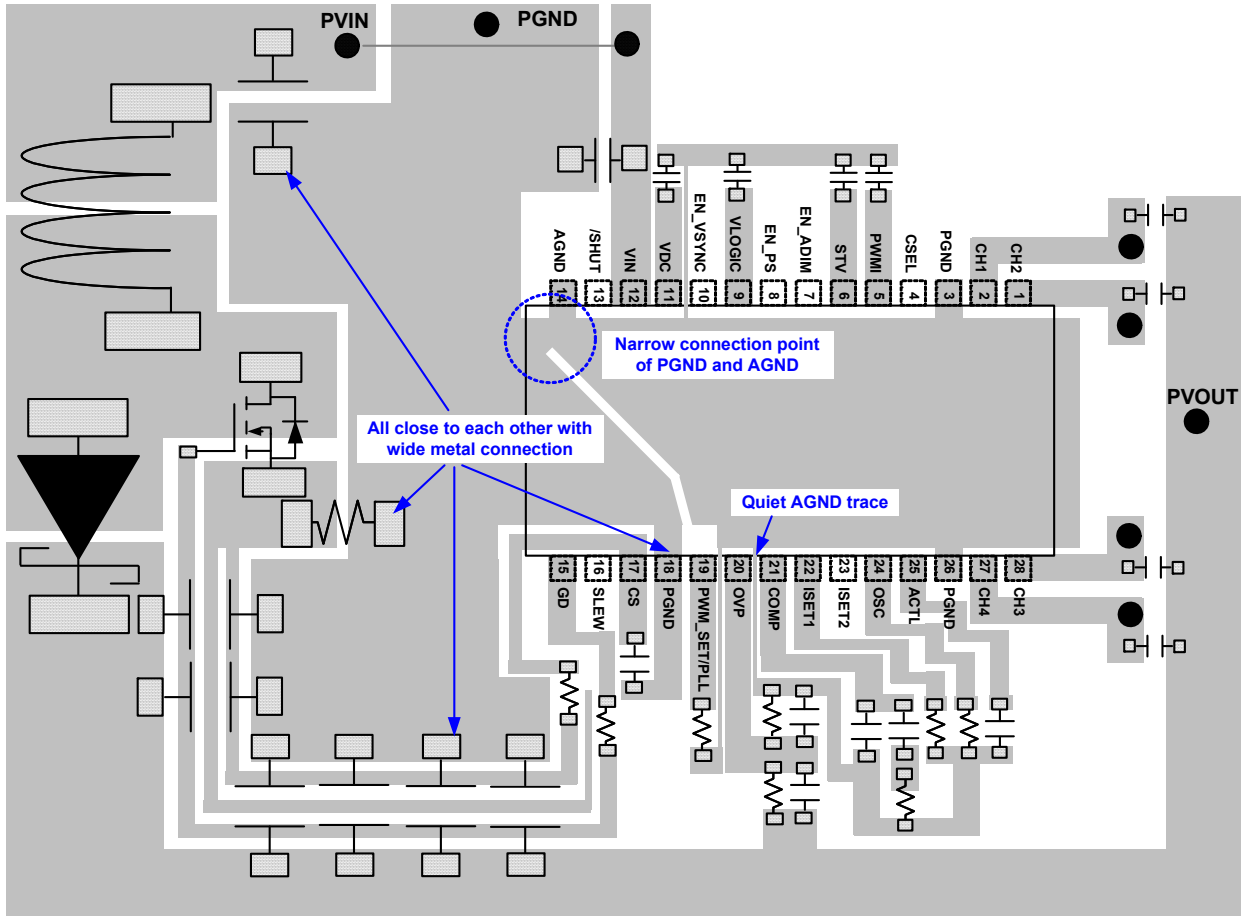 PVIN
PGND
AGND
/SHUT
VIN
VDC
EN_VSYNC
VLOGIC
EN_PS
EN_ADIM
STV
PWMI
CSEL
PGND
CH1
CH2
14
13
12
11
10
9
8
7
6
5
4
3
2
1
Narrow connection point
of PGND and AGND
PVOUT
All close to each other with
wide metal connection
Quiet AGND trace
15
16
17
18
19
20
21
22
23
24
25
26
27
28
GD
SLEW
CS
PGND
PWM_SET/PLL
OVP
COMP
ISET1
ISET2
OSC
ACTL
PGND
CH4
CH3